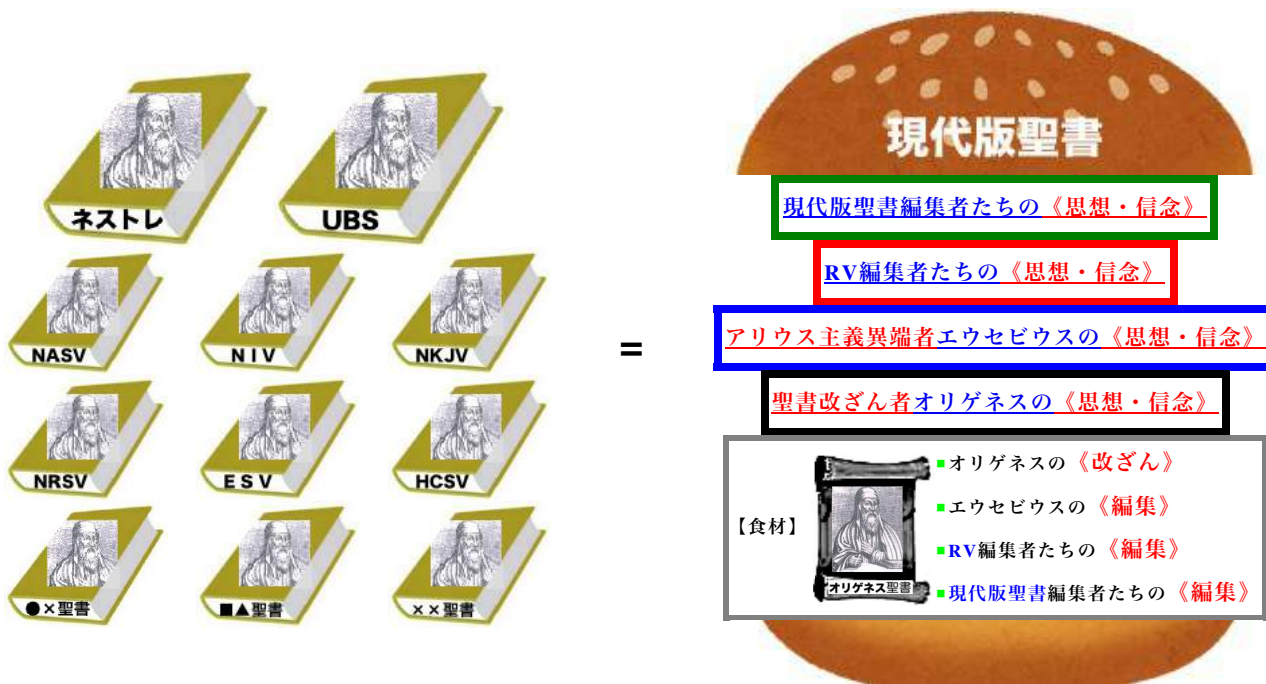 ネストレ
UBS
NASV
NIV
NKJV
NRSV
ESV
HCSV
●×聖書
■▲聖書
××聖書
=
現代版聖書
現代版聖書編集者たちの《思想・信念》
RV編集者たちの《思想・信念》
アリウス主義異端者エウセビウスの《思想・信念》
聖書改ざん者オリゲネスの《思想・信念》
【食材】
オリゲネス聖書
■オリゲネスの《改ざん》
■エウセビウスの《編集》
■RV編集者たちの《編集》
■現代版聖書編集者たちの《編集》